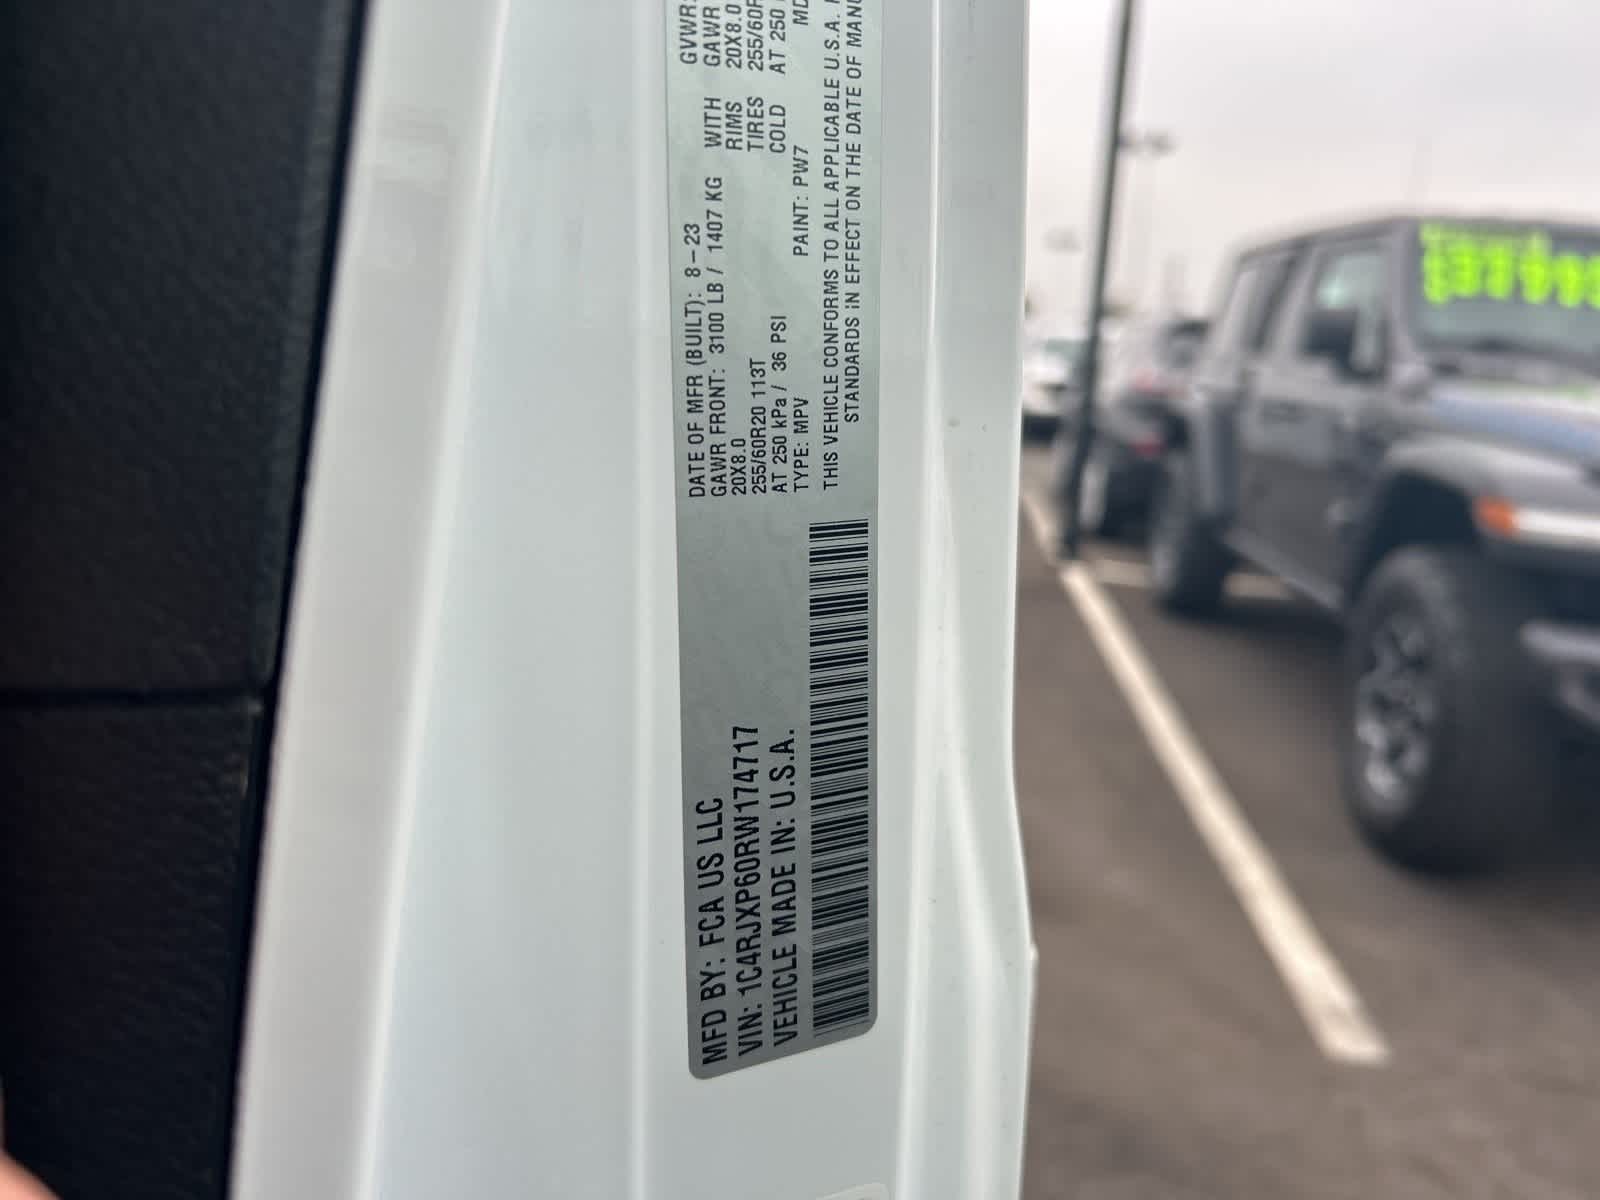 MFD BY: FCA US LLC
VIN: 1C4RJXP60RW174717
VEHICLE MADE IN: U.S.A.
DATE OF MFR (BUILT): 8-23 GVWR:
GAWR FRONT: 3100 LB / 1407 KG WITH GAWR
20X8.0 RIMS 20X8.0
255/60R20 113T TIRES
AT 250 kPa / 36 PSI COLD AT 250
TYPE: MPV PAINT: PW7
THIS VEHICLE CONFORMS TO ALL APPLICABLE U.S.A.
STANDARDS IN EFFECT ON THE DATE OF